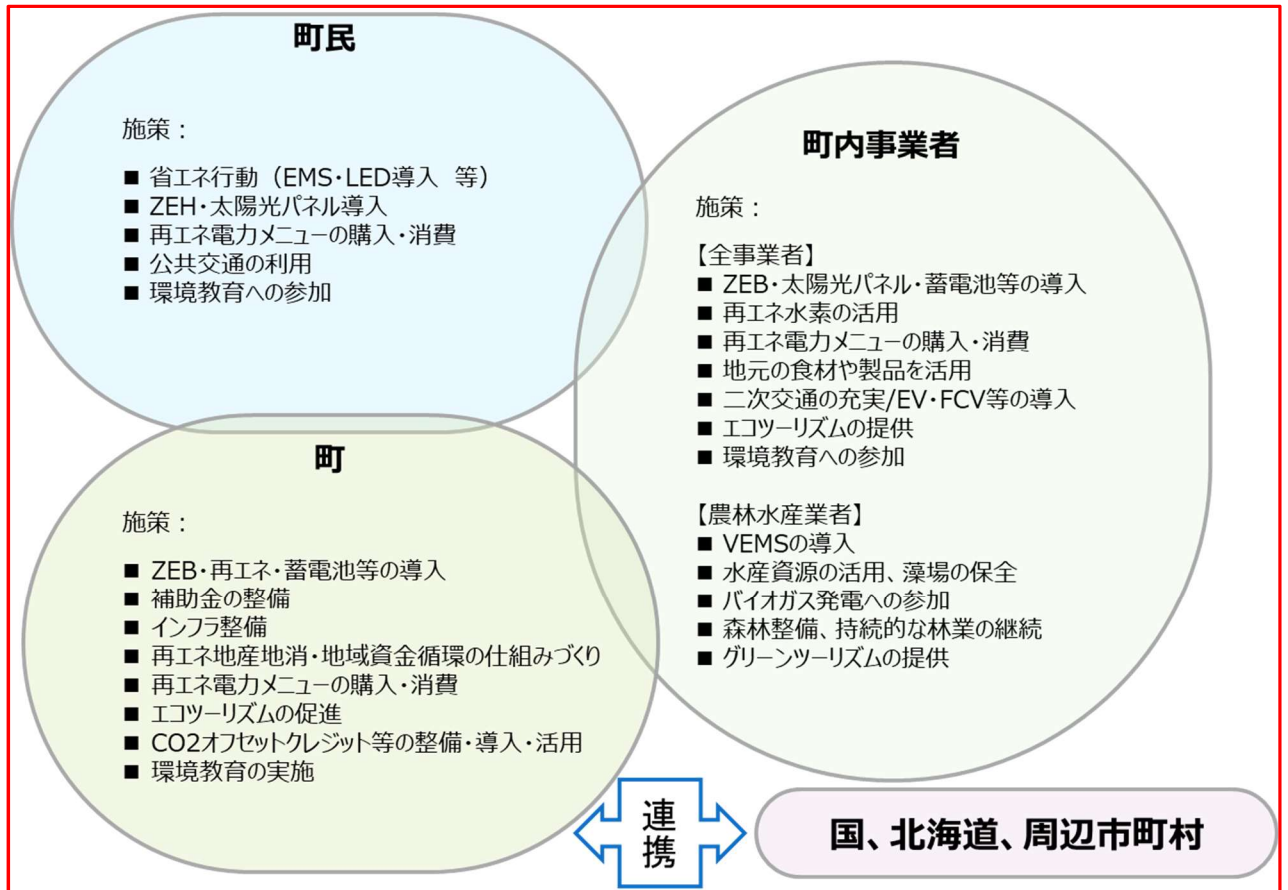 町民
施策：
■ 省エネ行動（EMS・LED導入 等）
■ ZEH・太陽光パネル導入
■ 再エネ電力メニューの購入・消費
■ 公共交通の利用
■ 環境教育への参加
町内事業者
施策：
【全事業者】
■ ZEB・太陽光パネル・蓄電池等の導入
■ 再エネ水素の活用
■ 再エネ電力メニューの購入・消費
■ 地元の食材や製品を活用
■ 二次交通の充実/EV・FCV等の導入
■ エコツーリズムの提供
■ 環境教育への参加
【農林水産業者】
■ VEMSの導入
■ 水産資源の活用、藻場の保全
■ バイオガス発電への参加
■ 森林整備、持続的な林業の継続
■ グリーンツーリズムの提供
町
施策：
■ ZEB・再エネ・蓄電池等の導入
■ 補助金の整備
■ インフラ整備
■ 再エネ地産地消・地域資金循環の仕組みづくり
■ 再エネ電力メニューの購入・消費
■ エコツーリズムの促進
■ CO2オフセットクレジット等の整備・導入・活用
■ 環境教育の実施
連携
国、北海道、周辺市町村